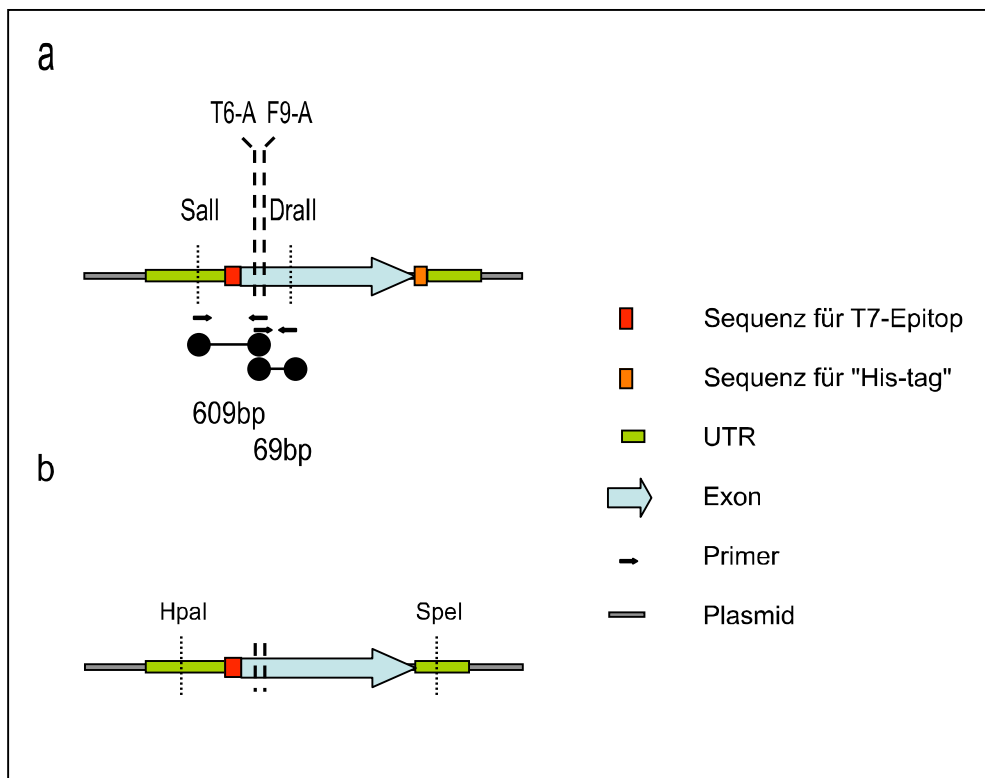 a
T6-A F9-A
SalI DraII
609bp
69bp
b
HpaI SpeI
Sequenz für T7-Epitop
Sequenz für "His-tag"
UTR
Exon
Primer
Plasmid